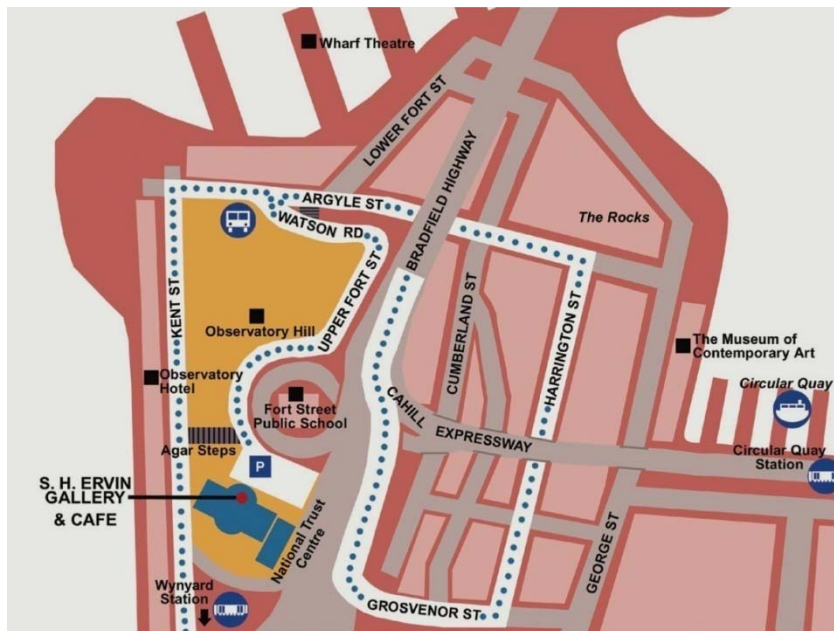 Wharf Theatre
LOWER FORT ST
BRADFIELD HIGHWAY
ARGYLE ST
WATSON RD
The Rocks
KENT ST
UPPER FORT ST
Observatory Hill
CUMBERLAND ST
HARRINGTON ST
The Museum of
Contemporary Art
Observatory
Hotel
Fort Street
Public School
Circular Quay
CAHILL EXPRESSWAY
Agar Steps
P
Circular Quay
Station
S. H. ERVIN
GALLERY
& CAFE
National Trust
Centre
GEORGE ST
Wynyard
Station
GROSVENOR ST